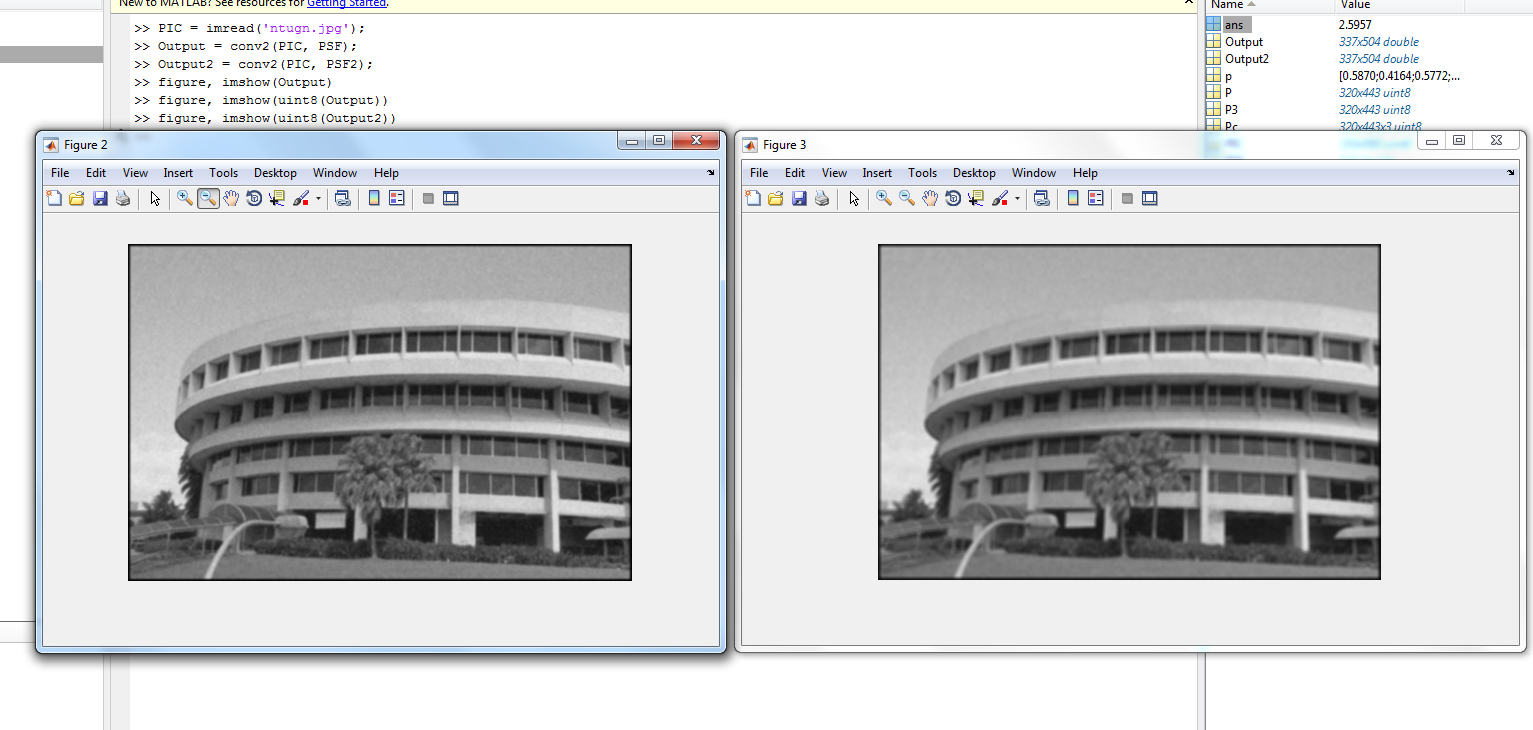 New to MATLAB? See resources for Getting Started.
>> PIC = imread('ntugn.jpg');
>> Output = conv2(PIC, PSF);
>> Output2 = conv2(PIC, PSF2);
>> figure, imshow(Output)
>> figure, imshow(uint8(Output))
>> figure, imshow(uint8(Output2))
Name Value
ans 2.5957
Output 337x504 double
Output2 337x504 double
p [0.5870;0.4164;0.5772;...
P 320x443 uint8
P3 320x443 uint8
Pc 320x443x3 uint8
Figure 2
File Edit View Insert Tools Desktop Window Help
Figure 3
File Edit View Insert Tools Desktop Window Help